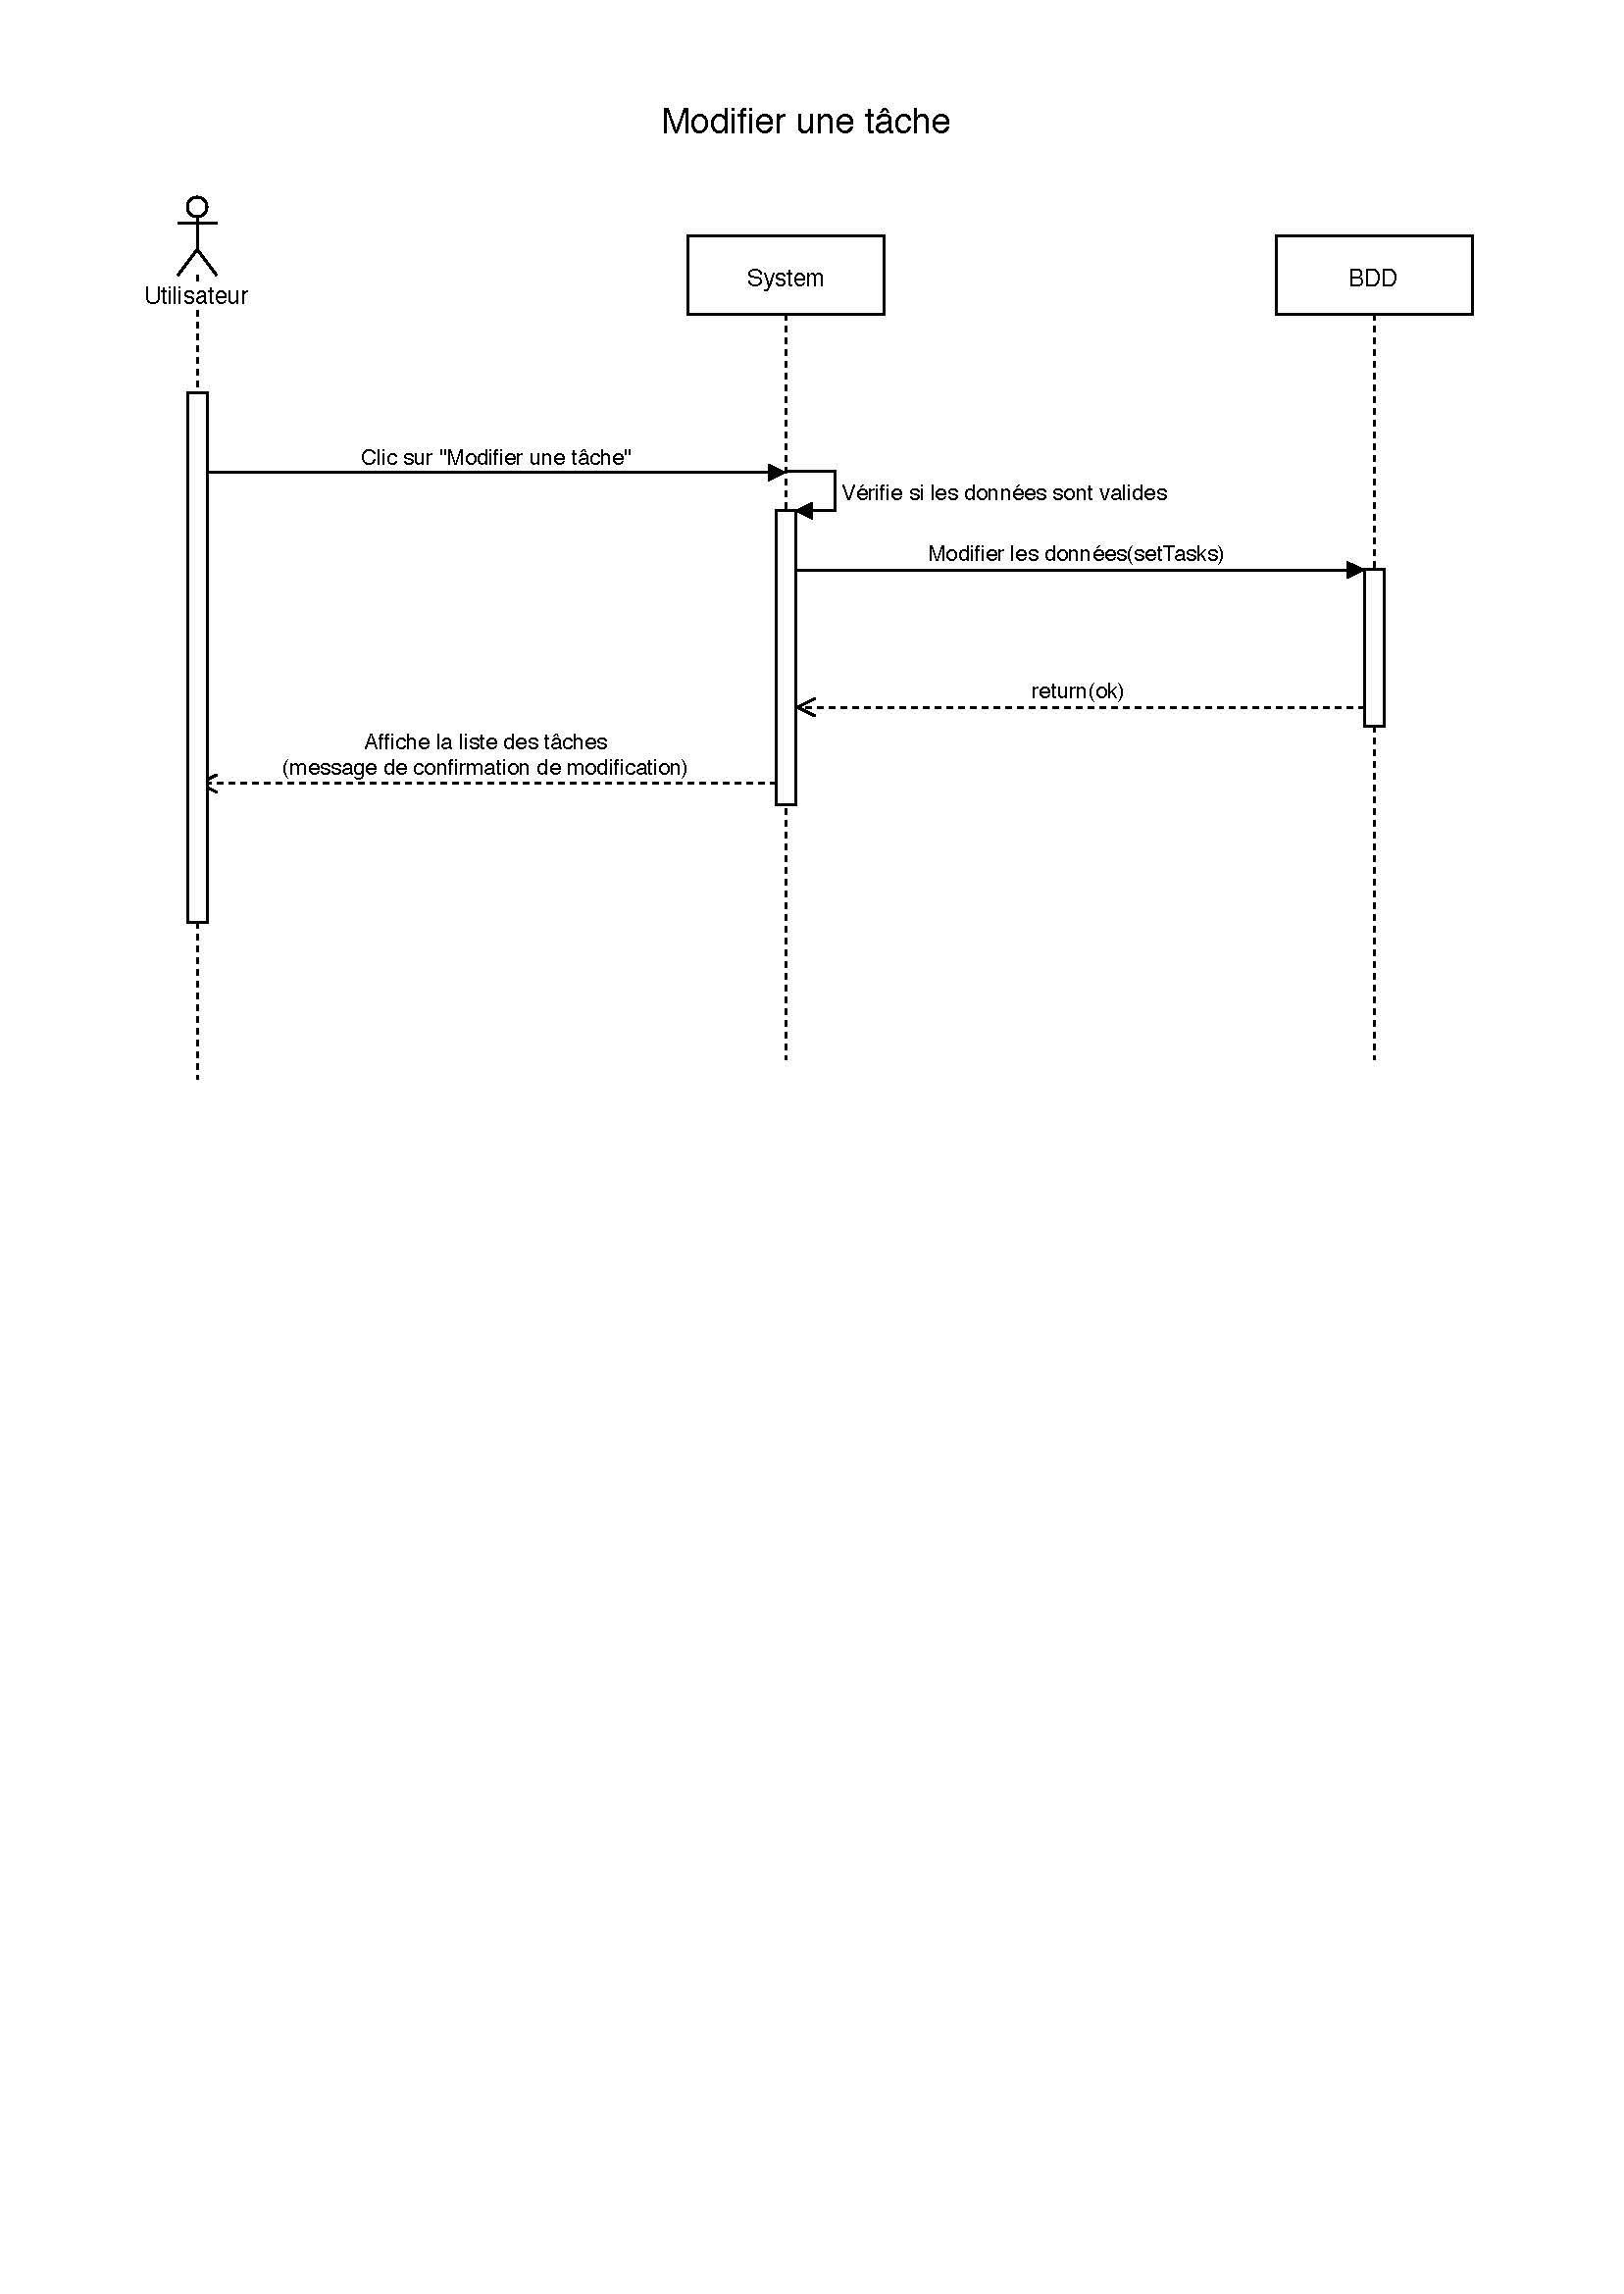 Modifier une tâche
Utilisateur
System
BDD
Clic sur "Modifier une tâche"
Vérifie si les données sont valides
Modifier les données(setTasks)
return(ok)
Affiche la liste des tâches
(message de confirmation de modification)